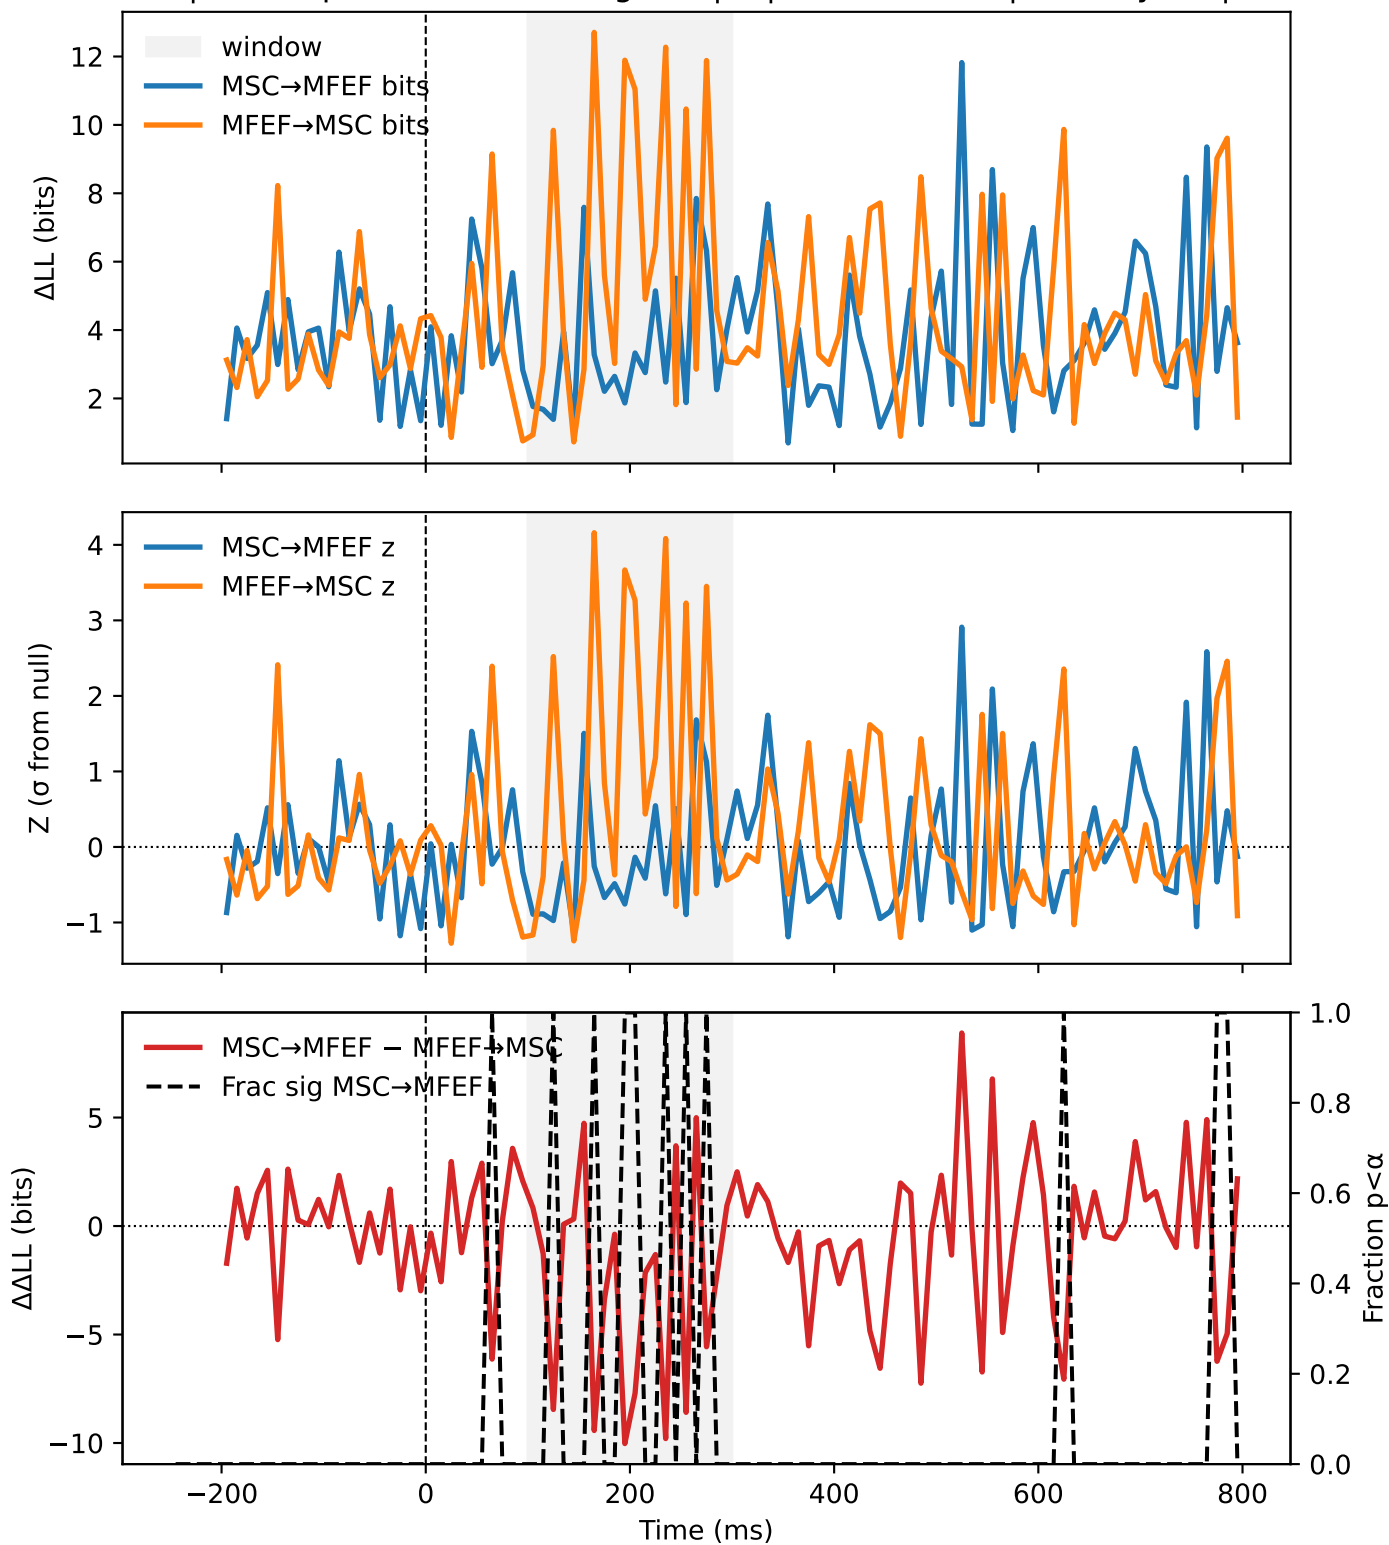 window
MSC→MFEF bits
MFEF→MSC bits
12
10
8
6
4
2
ΔLL (bits)
MSC→MFEF z
MFEF→MSC z
4
3
2
1
0
−1
Z (σ from null)
MSC→MFEF − MFEF→MSC
Frac sig MSC→MFEF
5
0
−5
−10
ΔΔLL (bits)
1.0
0.8
0.6
0.4
0.2
0.0
Fraction p<α
−200 0 200 400 600 800
Time (ms)